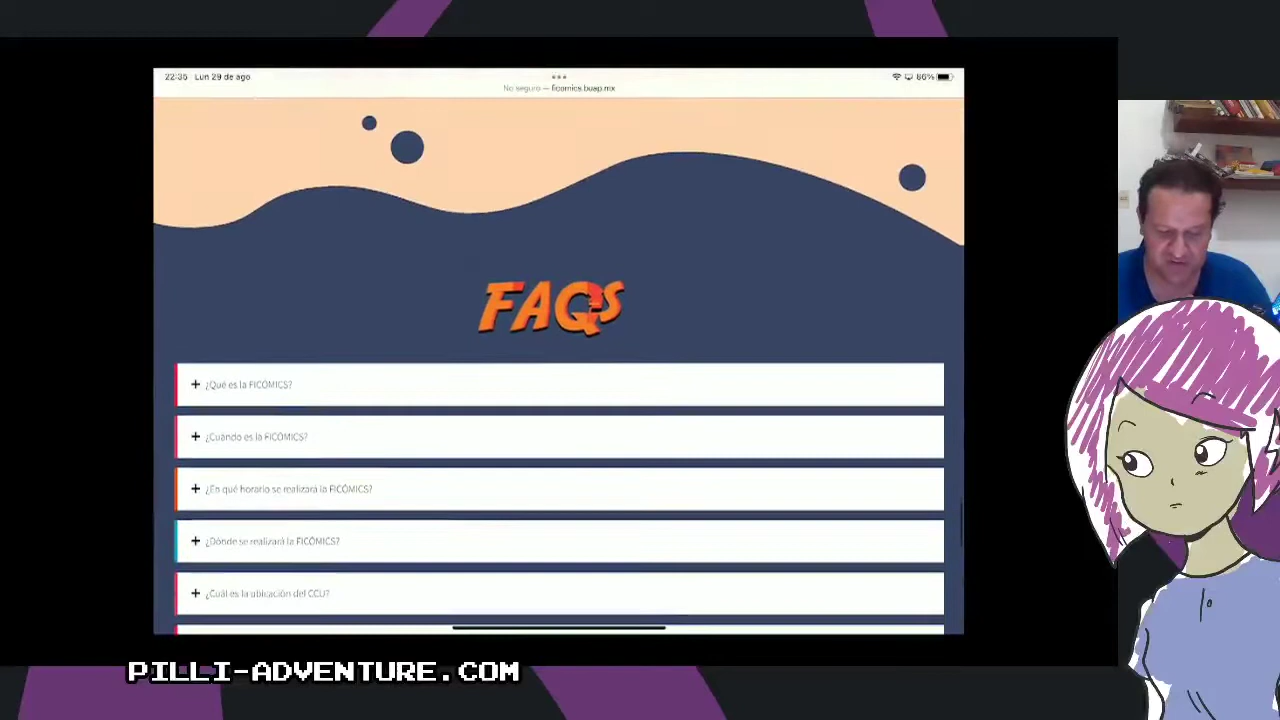 22:35 Lun 29 de ago
86%
No seguro — ficomics.buap.mx
FAQs
+ ¿Qué es la FICÓMICS?
+ ¿Cuándo es la FICÓMICS?
+ ¿En qué horario se realizará la FICÓMICS?
+ ¿Dónde se realizará la FICÓMICS?
+ ¿Cuál es la ubicación del CCU?
PILLI-ADVENTURE.COM